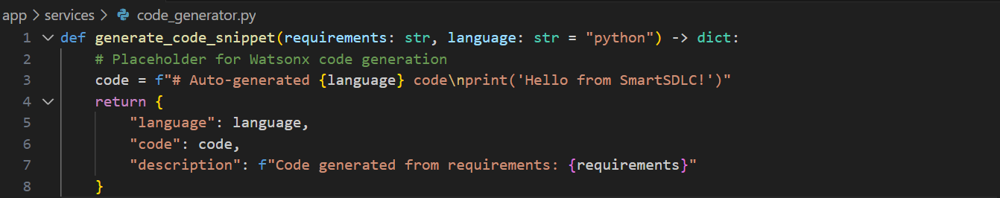 app > services > code_generator.py
1 def generate_code_snippet(requirements: str, language: str = "python") -> dict:
2 # Placeholder for Watsonx code generation
3 code = f"# Auto-generated {language} code\nprint('Hello from SmartSDLC!')"
4 return {
5 "language": language,
6 "code": code,
7 "description": f"Code generated from requirements: {requirements}"
8 }